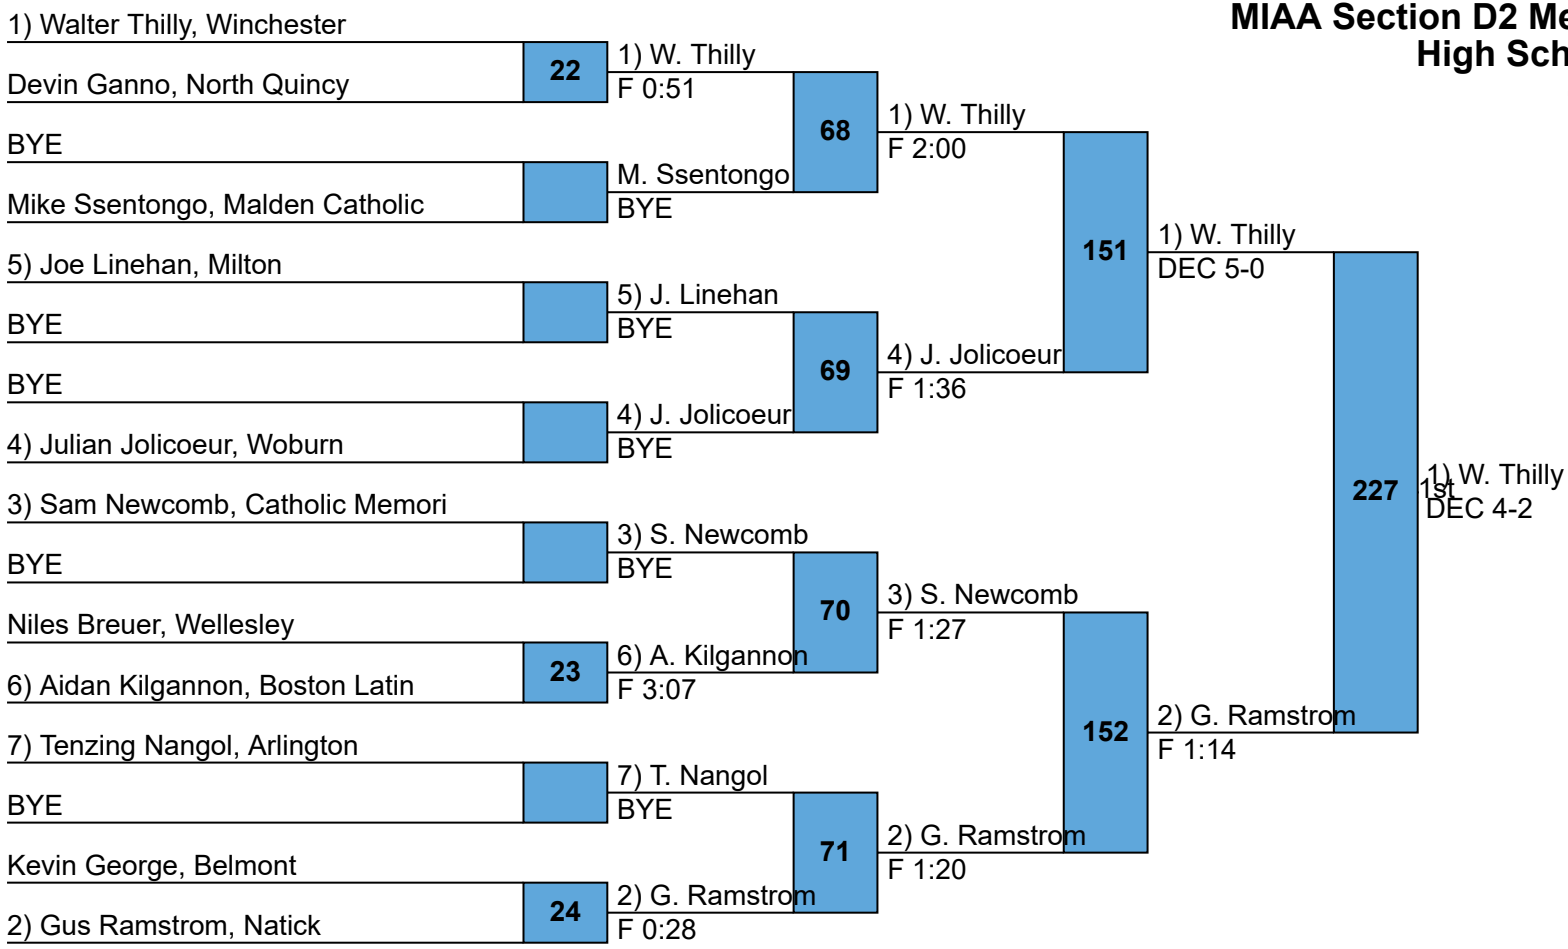 MIAA Section D2 Me
High Sch
1) Walter Thilly, Winchester
Devin Ganno, North Quincy
BYE
Mike Ssentongo, Malden Catholic
5) Joe Linehan, Milton
BYE
BYE
4) Julian Jolicoeur, Woburn
3) Sam Newcomb, Catholic Memori
BYE
Niles Breuer, Wellesley
6) Aidan Kilgannon, Boston Latin
7) Tenzing Nangol, Arlington
BYE
Kevin George, Belmont
2) Gus Ramstrom, Natick
22
23
24
1) W. Thilly
F 0:51
M. Ssentongo
BYE
5) J. Linehan
BYE
4) J. Jolicoeur
BYE
3) S. Newcomb
BYE
6) A. Kilgannon
F 3:07
7) T. Nangol
BYE
2) G. Ramstrom
F 0:28
68
69
70
71
1) W. Thilly
F 2:00
4) J. Jolicoeur
F 1:36
3) S. Newcomb
F 1:27
2) G. Ramstrom
F 1:20
151
152
1) W. Thilly
DEC 5-0
2) G. Ramstrom
F 1:14
227
1st
1) W. Thilly
DEC 4-2